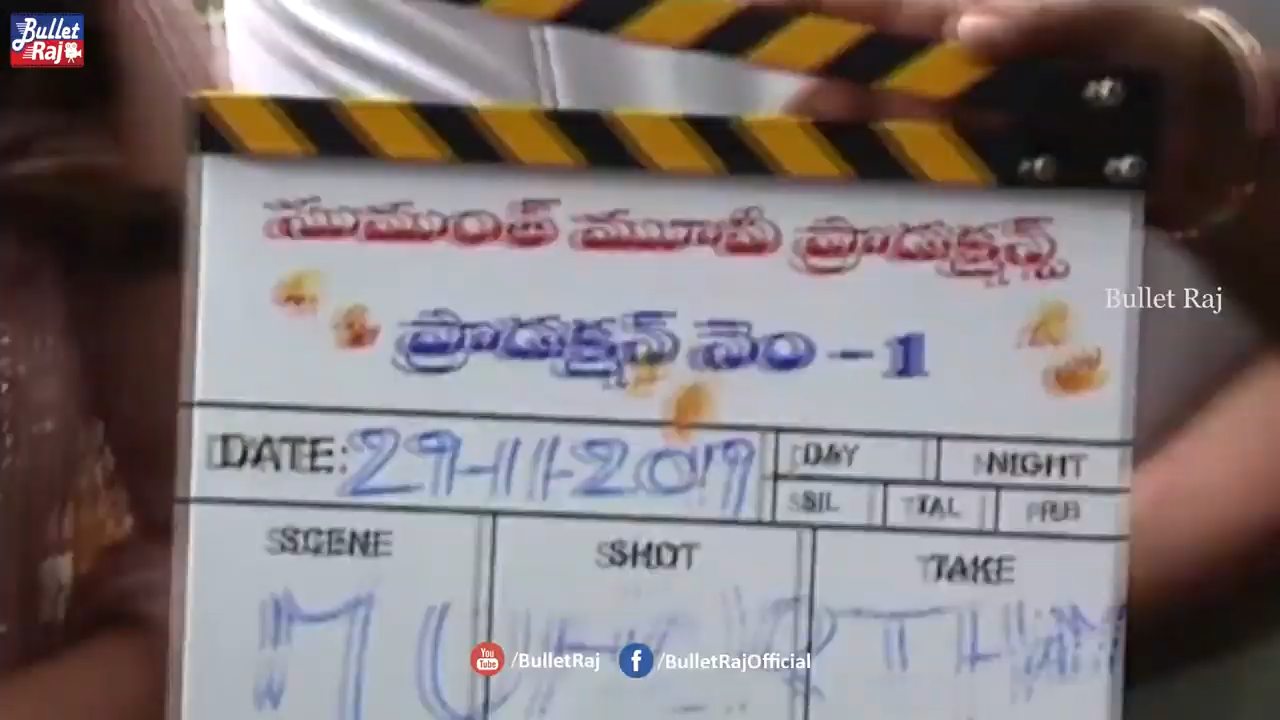 Bullet
Raj
సుమంత్ మూవీ ప్రొడక్షన్స్
Bullet Raj
ప్రొడక్షన్ నెం - 1
DATE: 29-11-2019
DAY
NIGHT
SIL
TAL
SCENE
SHOT
TAKE
/BulletRaj
/BulletRajOfficial